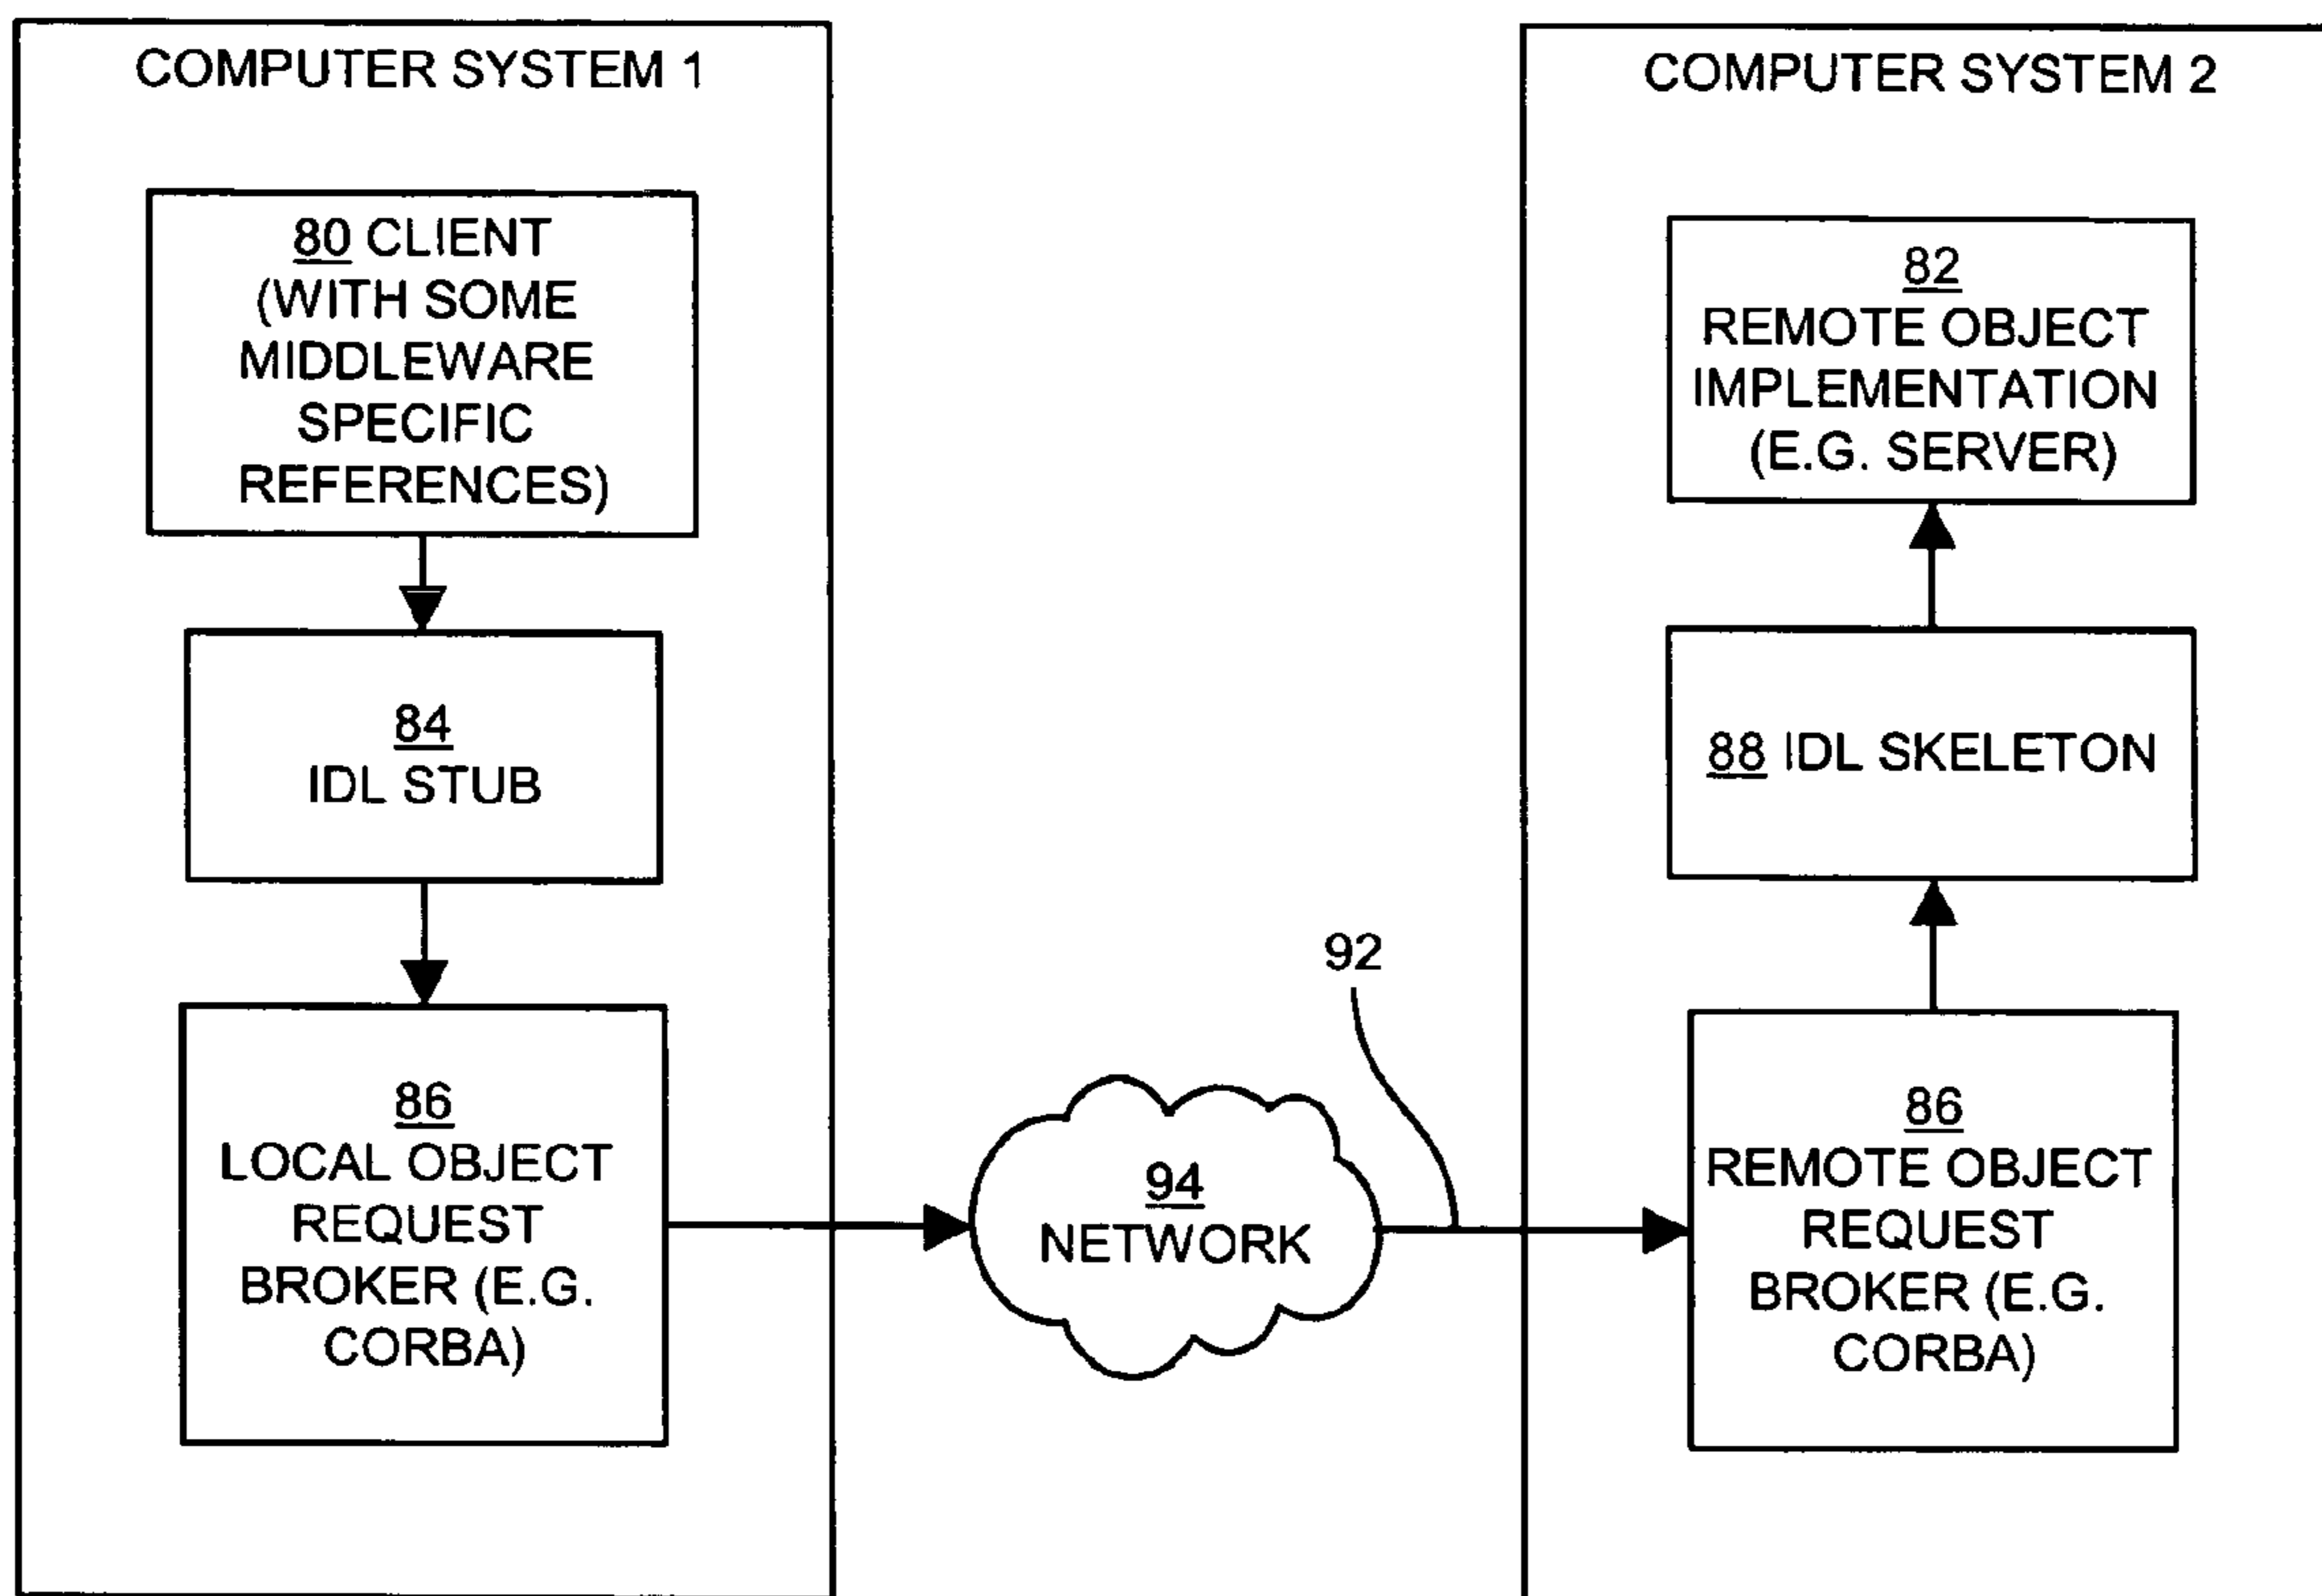 COMPUTER SYSTEM 1
80 CLIENT
(WITH SOME
MIDDLEWARE
SPECIFIC
REFERENCES)
84
IDL STUB
86
LOCAL OBJECT
REQUEST
BROKER (E.G.
CORBA)
94
NETWORK
92
COMPUTER SYSTEM 2
82
REMOTE OBJECT
IMPLEMENTATION
(E.G. SERVER)
88 IDL SKELETON
86
REMOTE OBJECT
REQUEST
BROKER (E.G.
CORBA)